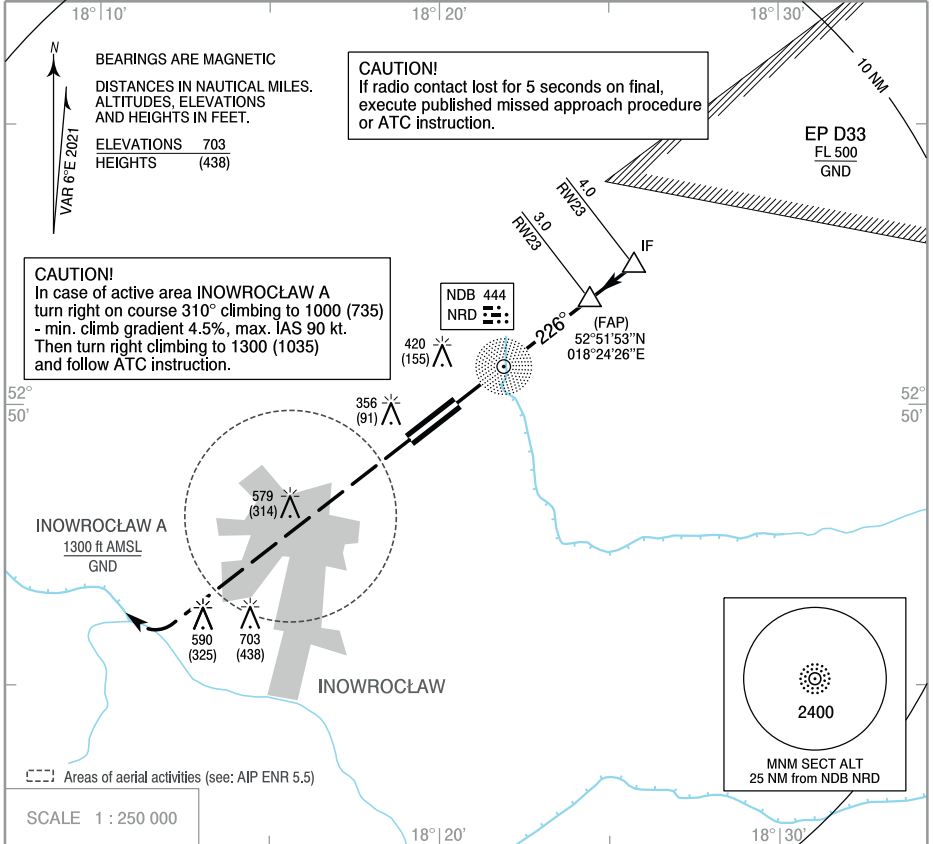 18° 10’
18° 20’
18° 30’
N
VAR 6°E 2021
BEARINGS ARE MAGNETIC
DISTANCES IN NAUTICAL MILES.
ALTITUDES, ELEVATIONS
AND HEIGHTS IN FEET.
ELEVATIONS 703
HEIGHTS (438)
CAUTION!
If radio contact lost for 5 seconds on final,
execute published missed approach procedure
or ATC instruction.
10 NM
EP D33
FL 500
GND
4.0
RW23
3.0
RW23
IF
CAUTION!
In case of active area INOWROCŁAW A
turn right on course 310° climbing to 1000 (735)
- min. climb gradient 4.5%, max. IAS 90 kt.
Then turn right climbing to 1300 (1035)
and follow ATC instruction.
NDB 444
NRD
226°
(FAP)
52°51’53”N
018°24’26”E
420
(155)
52°
50’
52°
50’
356
(91)
579
(314)
INOWROCŁAW A
1300 ft AMSL
GND
590
(325)
703
(438)
INOWROCŁAW
2400
MNM SECT ALT
25 NM from NDB NRD
Areas of aerial activities (see: AIP ENR 5.5)
SCALE 1 : 250 000
18° 20’
18° 30’